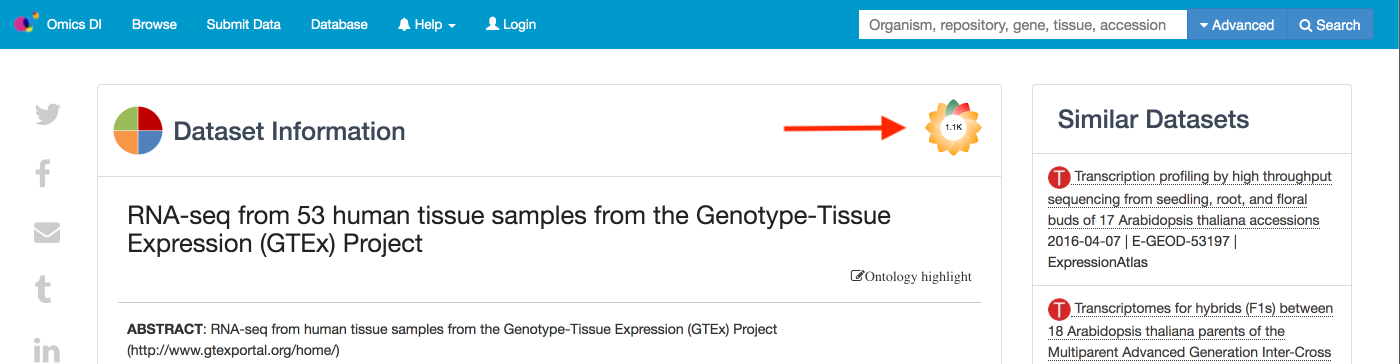 Omics DI Browse Submit Data Database Help Login Organism, repository, gene, tissue, accession Advanced Search
Dataset Information
1.1K
RNA-seq from 53 human tissue samples from the Genotype-Tissue
Expression (GTEx) Project
Ontology highlight
ABSTRACT: RNA-seq from human tissue samples from the Genotype-Tissue Expression (GTEx) Project
(http://www.gtexportal.org/home/)
Similar Datasets
T Transcription profiling by high throughput
sequencing from seedling, root, and floral
buds of 17 Arabidopsis thaliana accessions
2016-04-07 | E-GEOD-53197 |
ExpressionAtlas
T Transcriptomes for hybrids (F1s) between
18 Arabidopsis thaliana parents of the
Multiparent Advanced Generation Inter-Cross